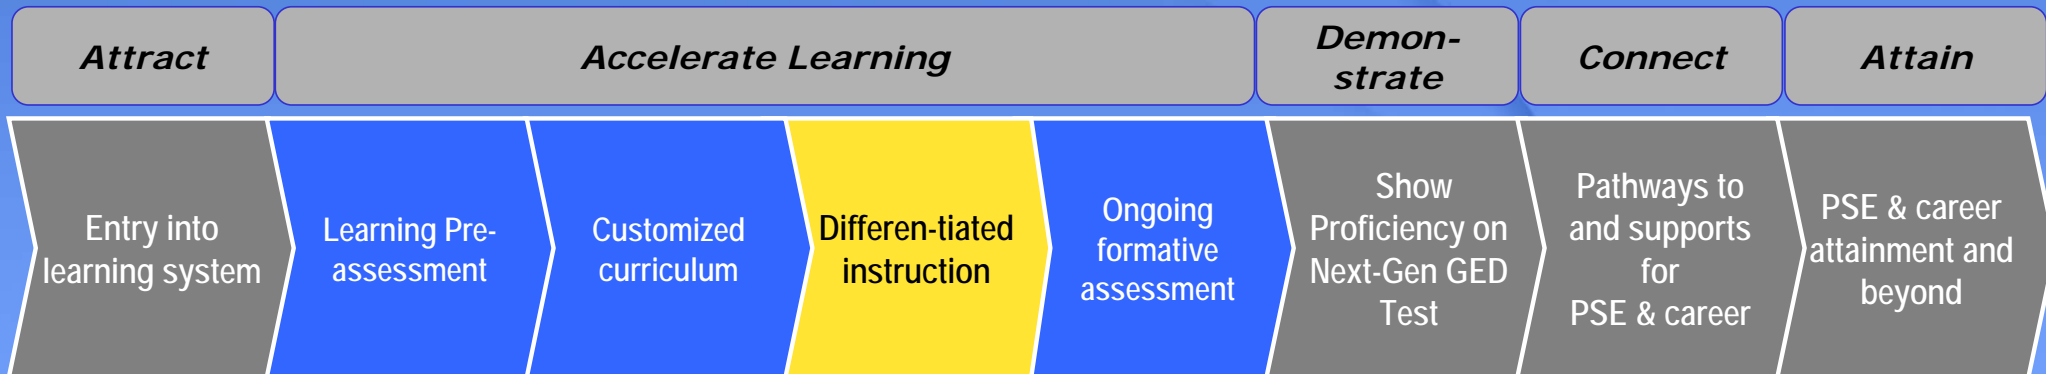 Attract
Accelerate Learning
Demon-
strate
Connect
Attain
Entry into
learning system
Learning Pre-
assessment
Customized
curriculum
Differen-tiated
instruction
Ongoing
formative
assessment
Show
Proficiency on
Next-Gen GED
Test
Pathways to
and supports
for
PSE & career
PSE & career
attainment and
beyond